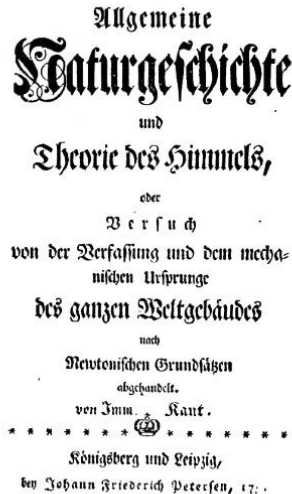 Allgemeine
Naturgeschichte
und
Theorie des Himmels,
oder
Versuch
von der Verfassung und dem mecha-
nischen Ursprunge
des ganzen Weltgebäudes
nach
Newtonischen Grundsätzen
abgehandelt.
von Imm. Kant.
Königsberg und Leipzig,
bey Johann Friederich Petersen,